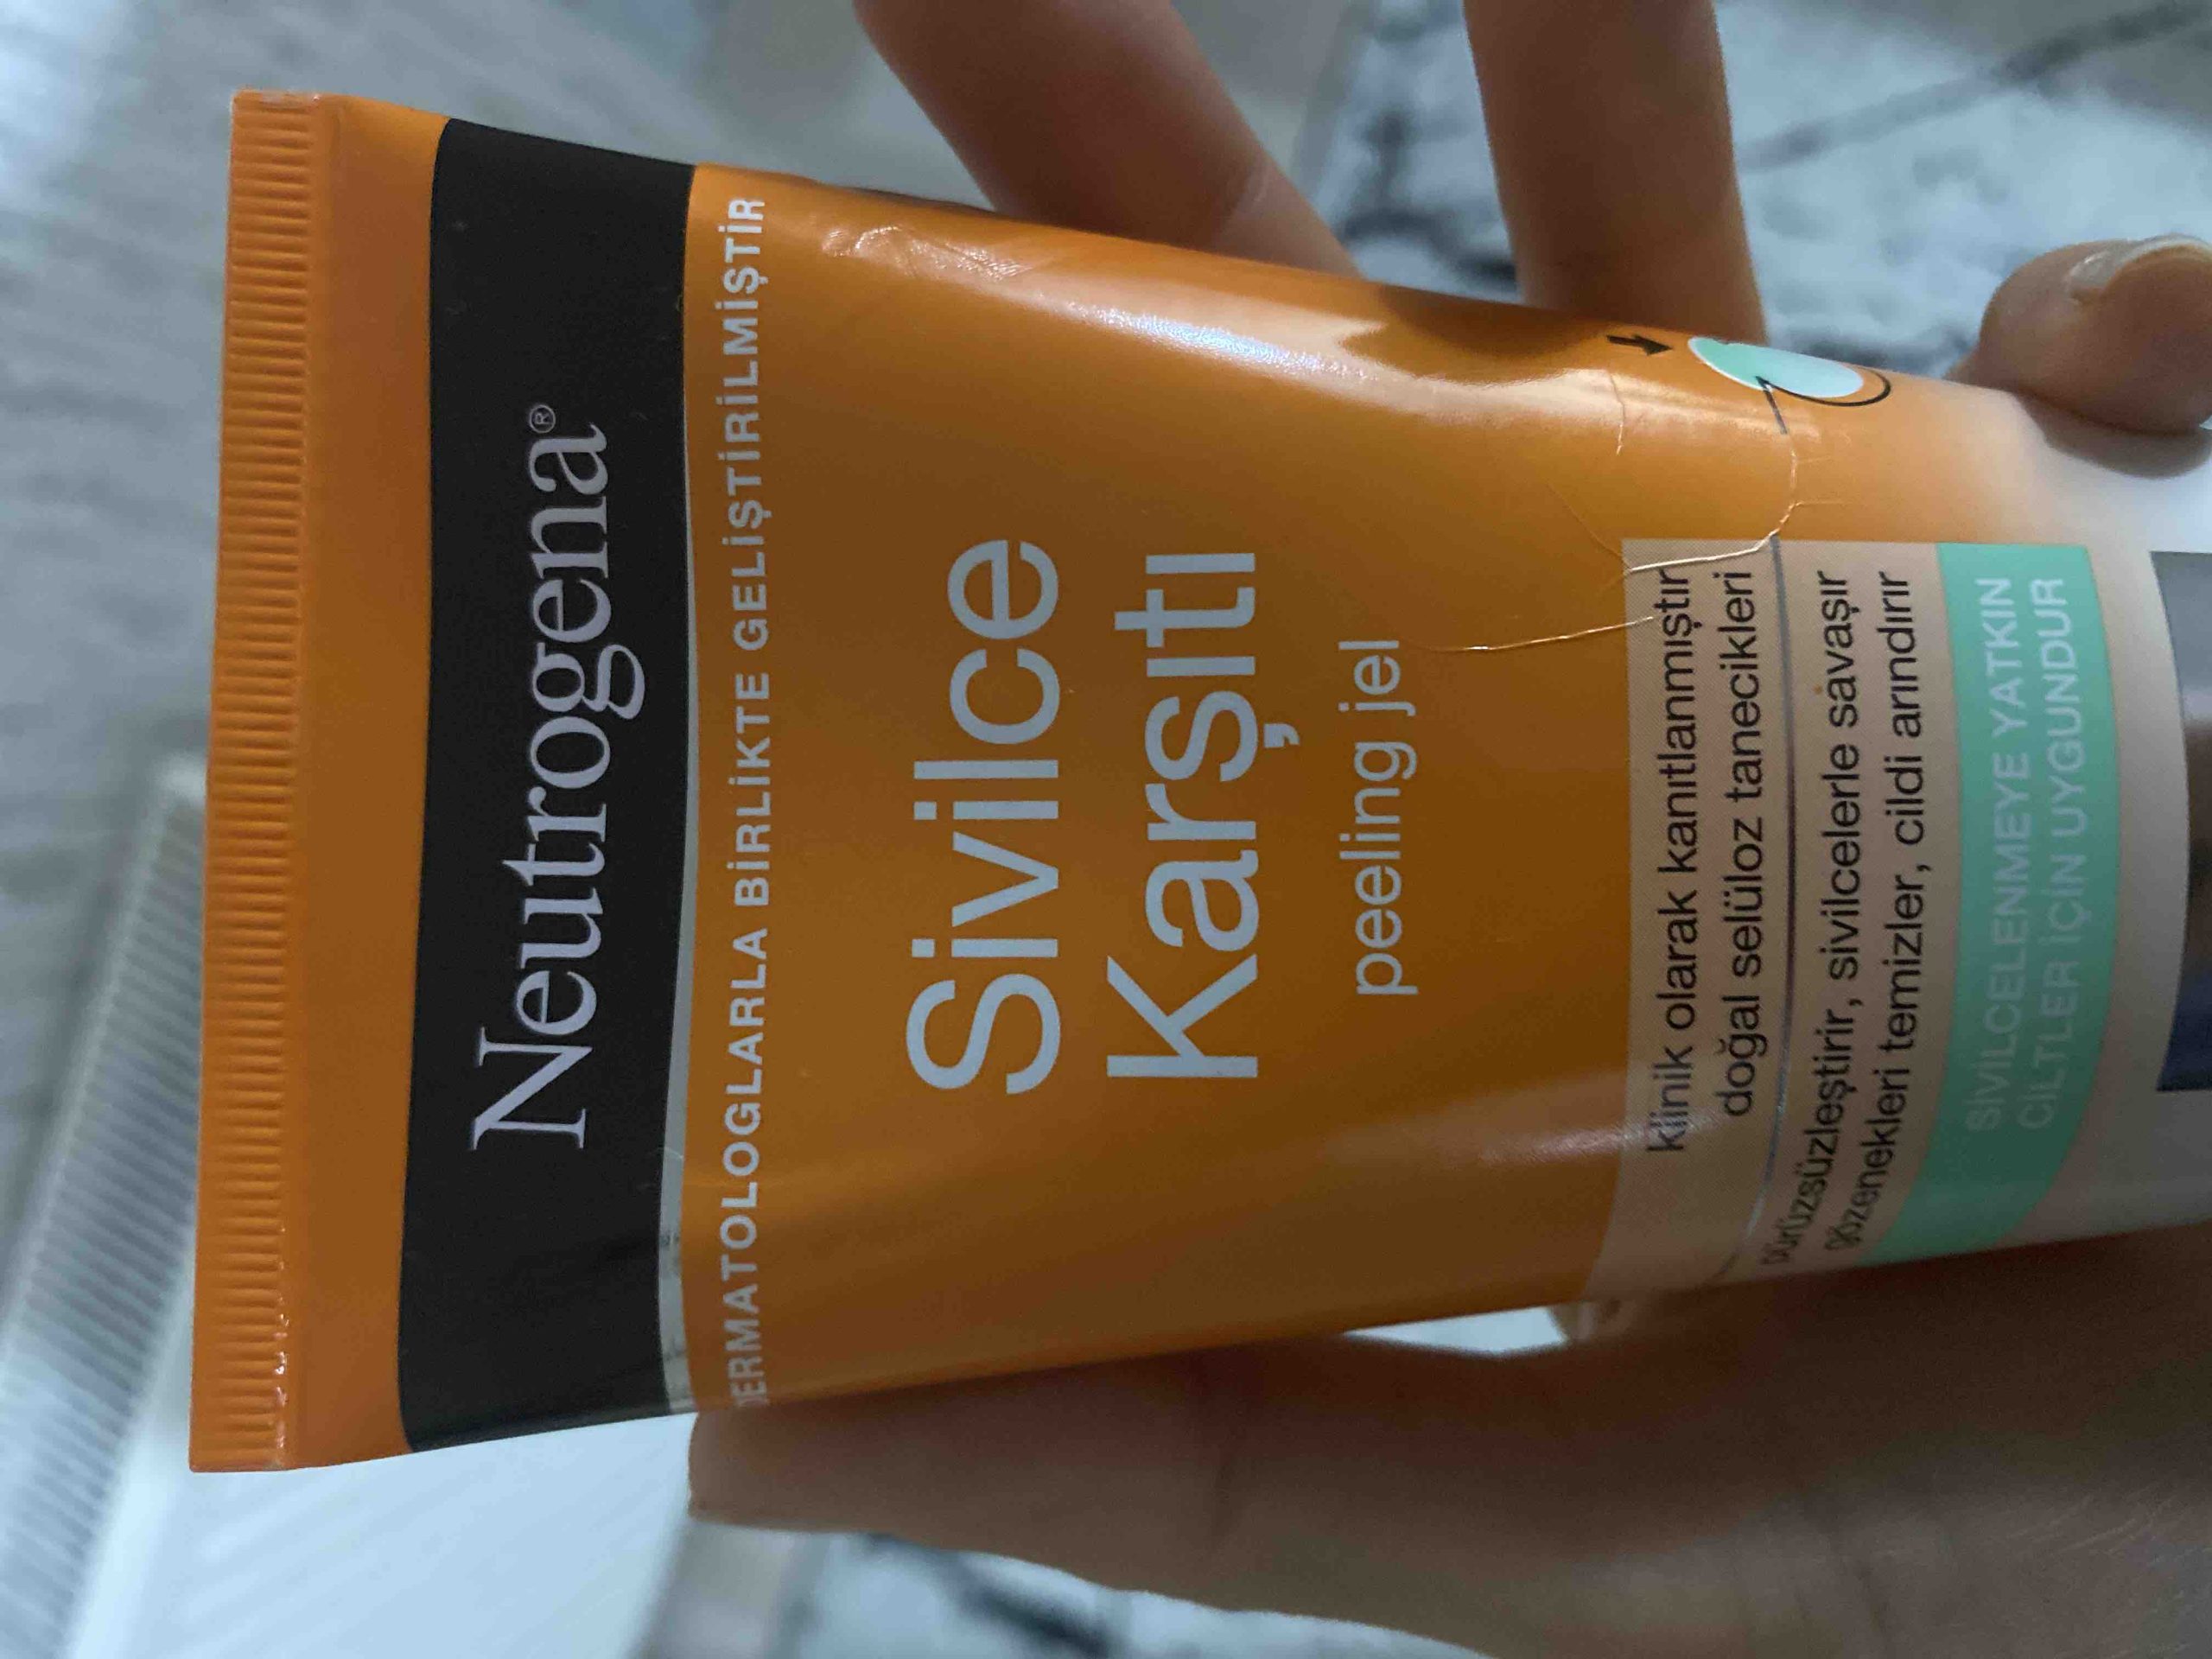 Neutrogena®
DERMATOLOGLARLA BİRLİKTE GELİŞTİRİLMİŞTİR
Sivilce
Karşıtı
peeling jel
klinik olarak kanıtlanmıştır
doğal selüloz tanecikleri
pürüzsüzleştirir, sivilcelerle savaşır
gözenekleri temizler, cildi arındırır
SİVİLCELENMEYE YATKIN
CİLTLER İÇİN UYGUNDUR